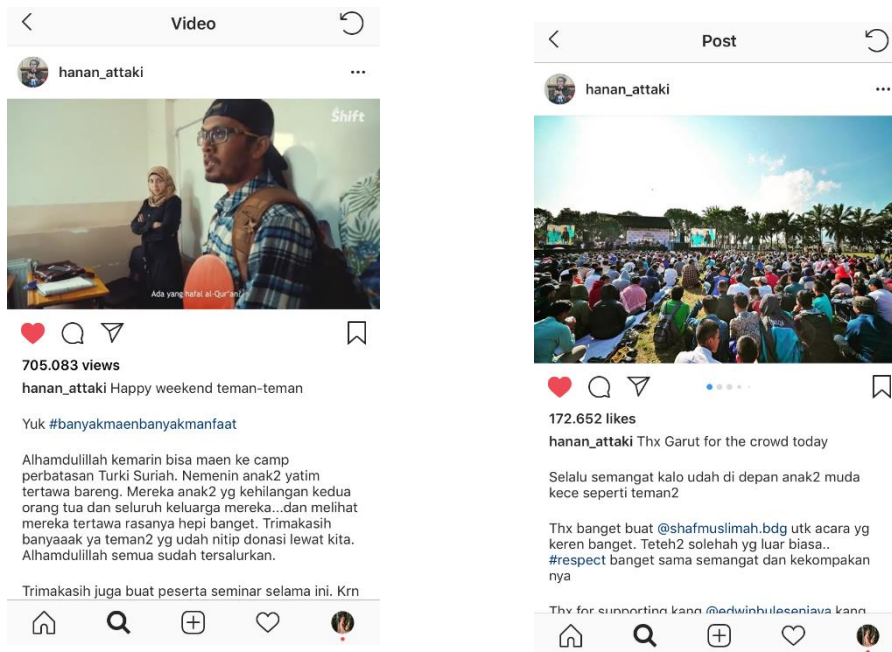 Video
hanan_attaki
Shift
Ada yang hafal al-Qur'an?
705.083 views
hanan_attaki Happy weekend teman-teman
Yuk #banyakmaenbanyakmanfaat
Alhamdulillah kemarin bisa maen ke camp
perbatasan Turki Suriah. Nemenin anak2 yatim
tertawa bareng. Mereka anak2 yg kehilangan kedua
orang tua dan seluruh keluarga mereka...dan melihat
mereka tertawa rasanya hepi banget. Trimakasih
banyaaak ya teman2 yg udah nitip donasi lewat kita.
Alhamdulillah semua sudah tersalurkan.
Trimakasih juga buat peserta seminar selama ini. Krn
Post
hanan_attaki
172.652 likes
hanan_attaki Thx Garut for the crowd today
Selalu semangat kalo udah di depan anak2 muda
kece seperti teman2
Thx banget buat @shafmuslimah.bdg utk acara yg
keren banget. Teteh2 solehah yg luar biasa..
#respect banget sama semangat dan kekompakan
nya
Thx for supporting kang @edwinbulesenjaya kang